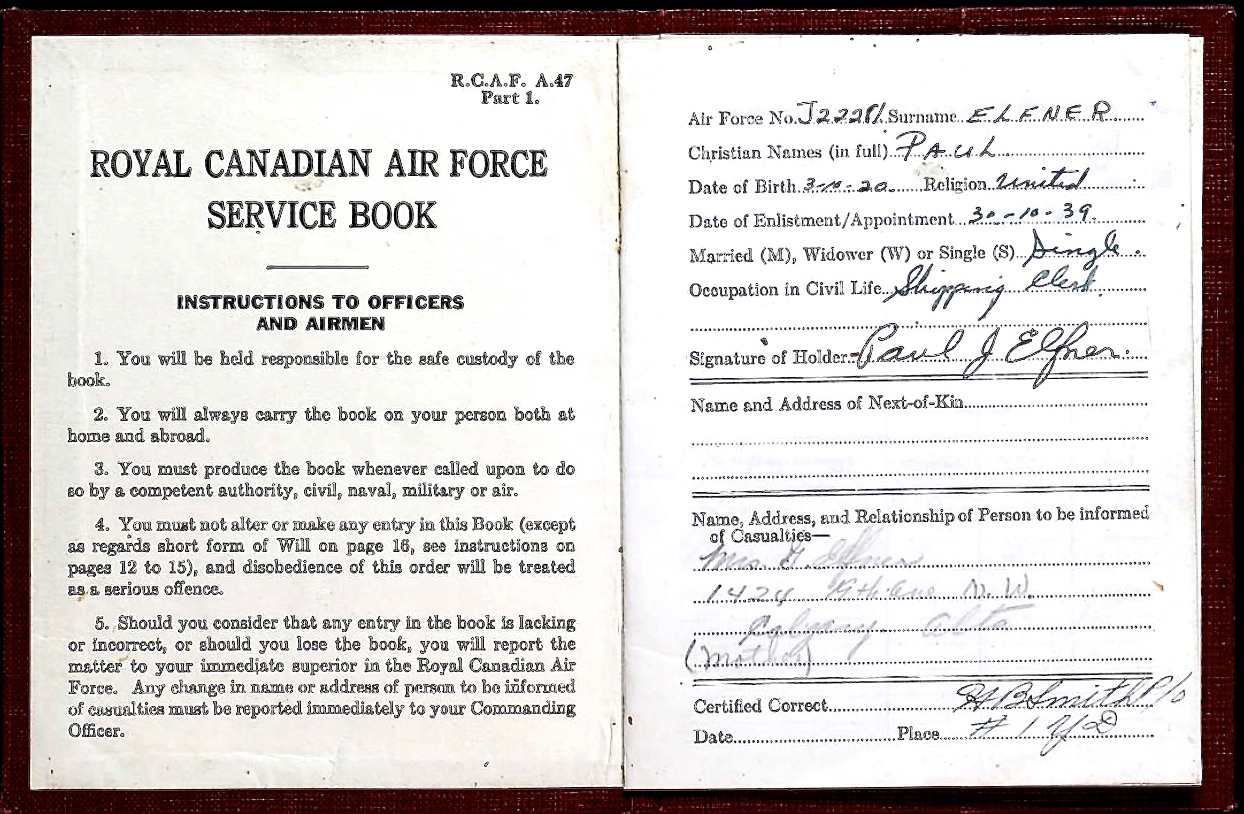 R.C.A.F. A.47
Part 1.
ROYAL CANADIAN AIR FORCE
SERVICE BOOK
INSTRUCTIONS TO OFFICERS
AND AIRMEN
1. You will be held responsible for the safe custody of the
book.
2. You will always carry the book on your person both at
home and abroad.
3. You must produce the book whenever called upon to do
so by a competent authority, civil, naval, military or air.
4. You must not alter or make any entry in this Book (except
as regards short form of Will on page 16, see instructions on
pages 12 to 15), and disobedience of this order will be treated
as a serious offence.
5. Should you consider that any entry in the book is lacking
or incorrect, or should you lose the book, you will report the
matter to your immediate superior in the Royal Canadian Air
Force. Any change in name or address of person to be informed
of casualties must be reported immediately to your Commanding
Officer.
Air Force No. Surname ELFNER
Christian Names (in full) PAUL
Date of Birth 3-10-20 Religion United
Date of Enlistment/Appointment 30-10-39.
Married (M), Widower (W) or Single (S) Single
Occupation in Civil Life Shipping Clerk
Signature of Holder Paul J Elfner.
Name and Address of Next-of-Kin
Name, Address, and Relationship of Person to be informed
of Casualties—
Mrs. Elfner
1424 Ave N.W.
Calgary Alta
(Mother)
Certified Correct Smith P/O
Date Place # 1